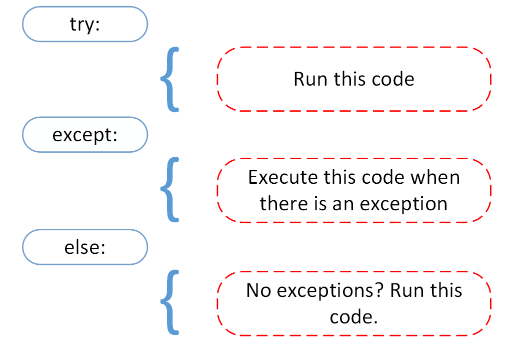 try:
Run this code
except:
Execute this code when
there is an exception
else:
No exceptions? Run this
code.